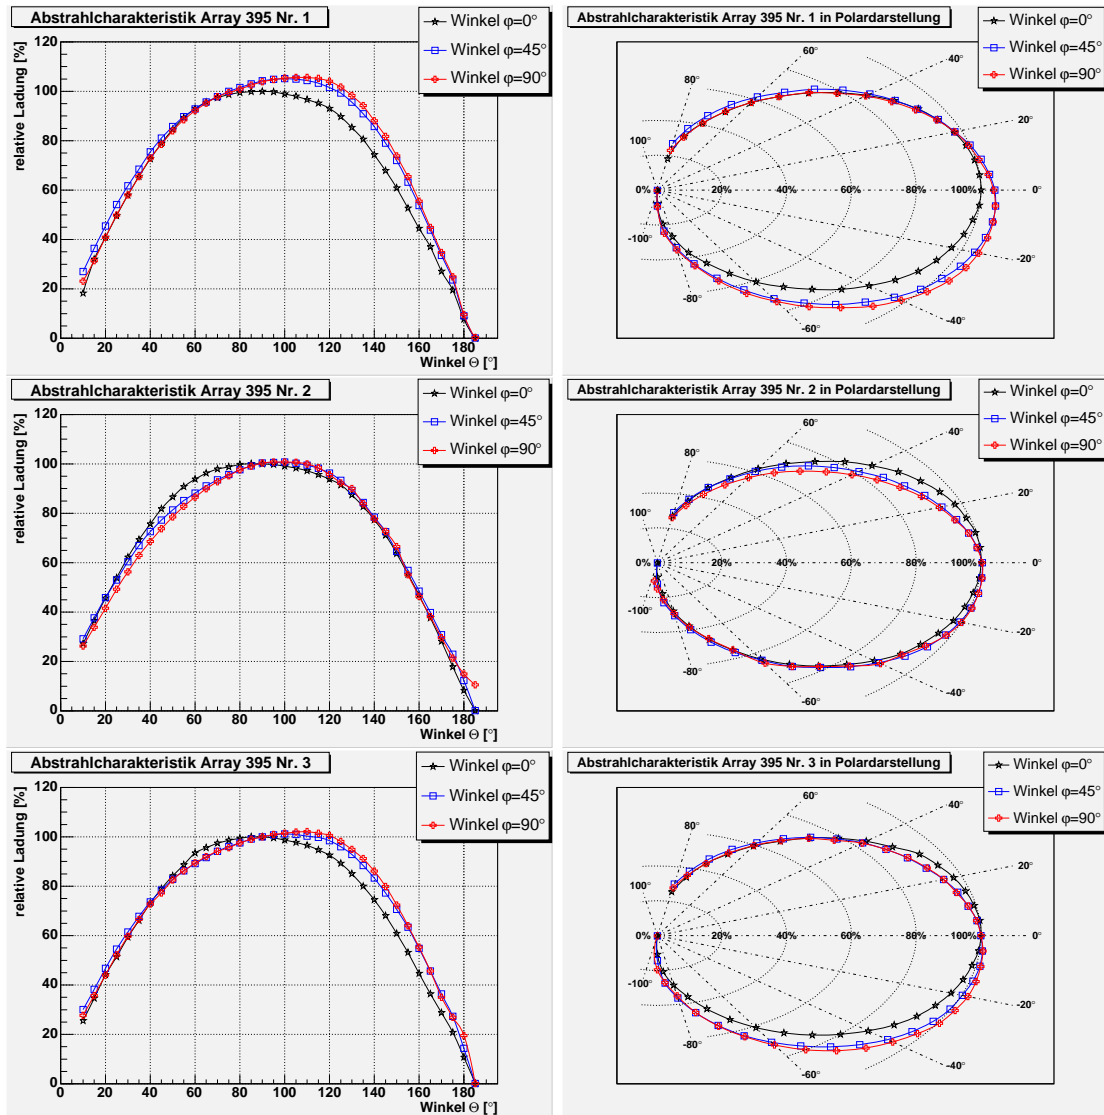 Abstrahlcharakteristik Array 395 Nr. 1
Winkel φ=0°
Winkel φ=45°
Winkel φ=90°
relative Ladung [%]
120
100
80
60
40
20
0
0 20 40 60 80 100 120 140 160 180
Winkel Θ [°]
Abstrahlcharakteristik Array 395 Nr. 1 in Polardarstellung
Winkel φ=0°
Winkel φ=45°
Winkel φ=90°
60°
40°
80°
20°
100°
0% 20% 40% 60% 80% 100% 0°
-100°
-20°
-80°
-40°
-60°
Abstrahlcharakteristik Array 395 Nr. 2
Winkel φ=0°
Winkel φ=45°
Winkel φ=90°
relative Ladung [%]
120
100
80
60
40
20
0
0 20 40 60 80 100 120 140 160 180
Winkel Θ [°]
Abstrahlcharakteristik Array 395 Nr. 2 in Polardarstellung
Winkel φ=0°
Winkel φ=45°
Winkel φ=90°
60°
40°
80°
20°
100°
0% 20% 40% 60% 80% 100% 0°
-100°
-20°
-80°
-40°
-60°
Abstrahlcharakteristik Array 395 Nr. 3
Winkel φ=0°
Winkel φ=45°
Winkel φ=90°
relative Ladung [%]
120
100
80
60
40
20
0
0 20 40 60 80 100 120 140 160 180
Winkel Θ [°]
Abstrahlcharakteristik Array 395 Nr. 3 in Polardarstellung
Winkel φ=0°
Winkel φ=45°
Winkel φ=90°
60°
40°
80°
20°
100°
0% 20% 40% 60% 80% 100% 0°
-100°
-20°
-80°
-40°
-60°